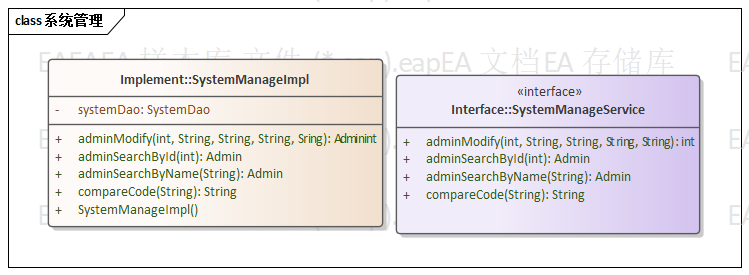 class 系统管理
Implement::SystemManageImpl
- systemDao: SystemDao
+ adminModify(int, String, String, String, Sring): Adminint
+ adminSearchById(int): Admin
+ adminSearchByName(String): Admin
+ compareCode(String): String
+ SystemManageImpl()
«interface»
Interface::SystemManageService
+ adminModify(int, String, String, String, String): int
+ adminSearchById(int): Admin
+ adminSearchByName(String): Admin
+ compareCode(String): String